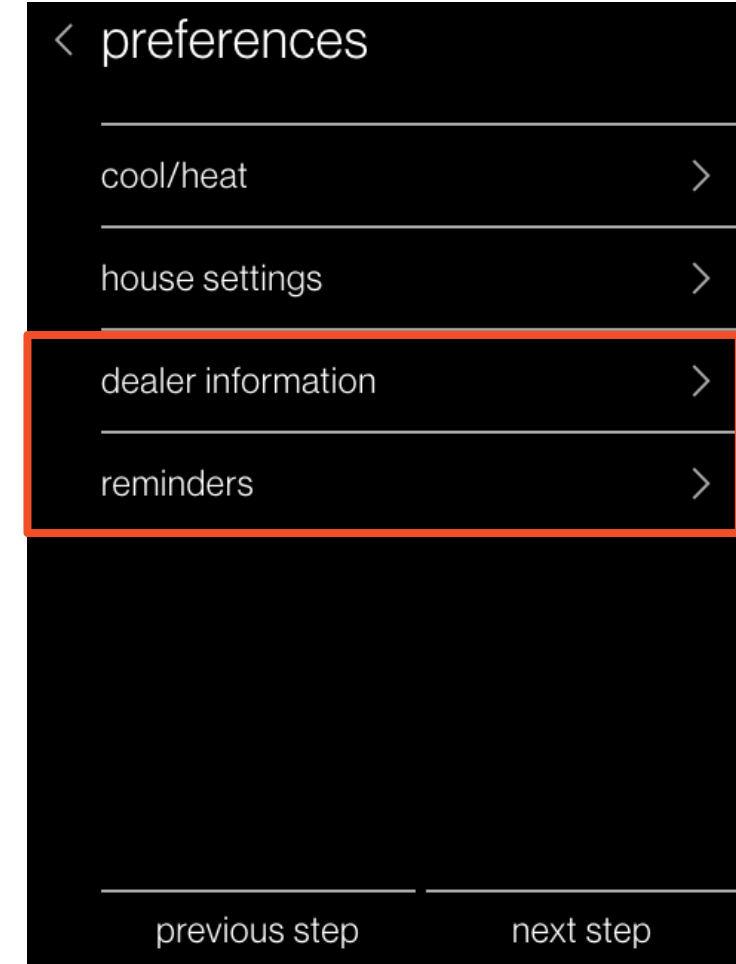 preferences
cool/heat
house settings
dealer information
reminders
previous step next step